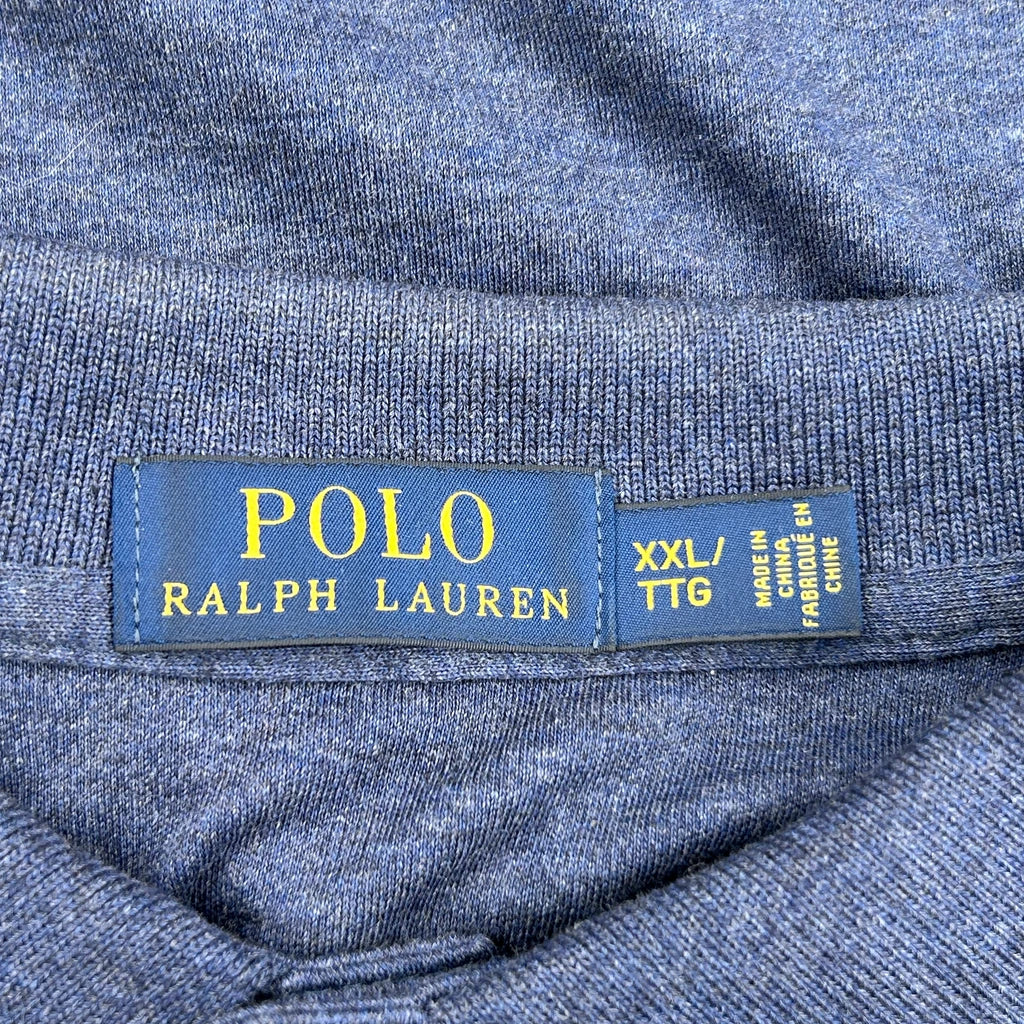 POLO
RALPH LAUREN
XXL/
TTG
MADE IN
CHINA
FABRIQUÉ EN
CHINE